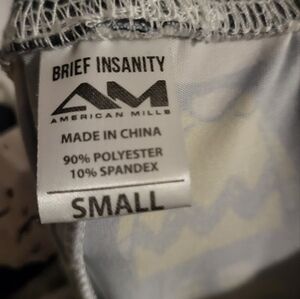 BRIEF INSANITY
AM
AMERICAN MILLS
MADE IN CHINA
90% POLYESTER
10% SPANDEX
SMALL